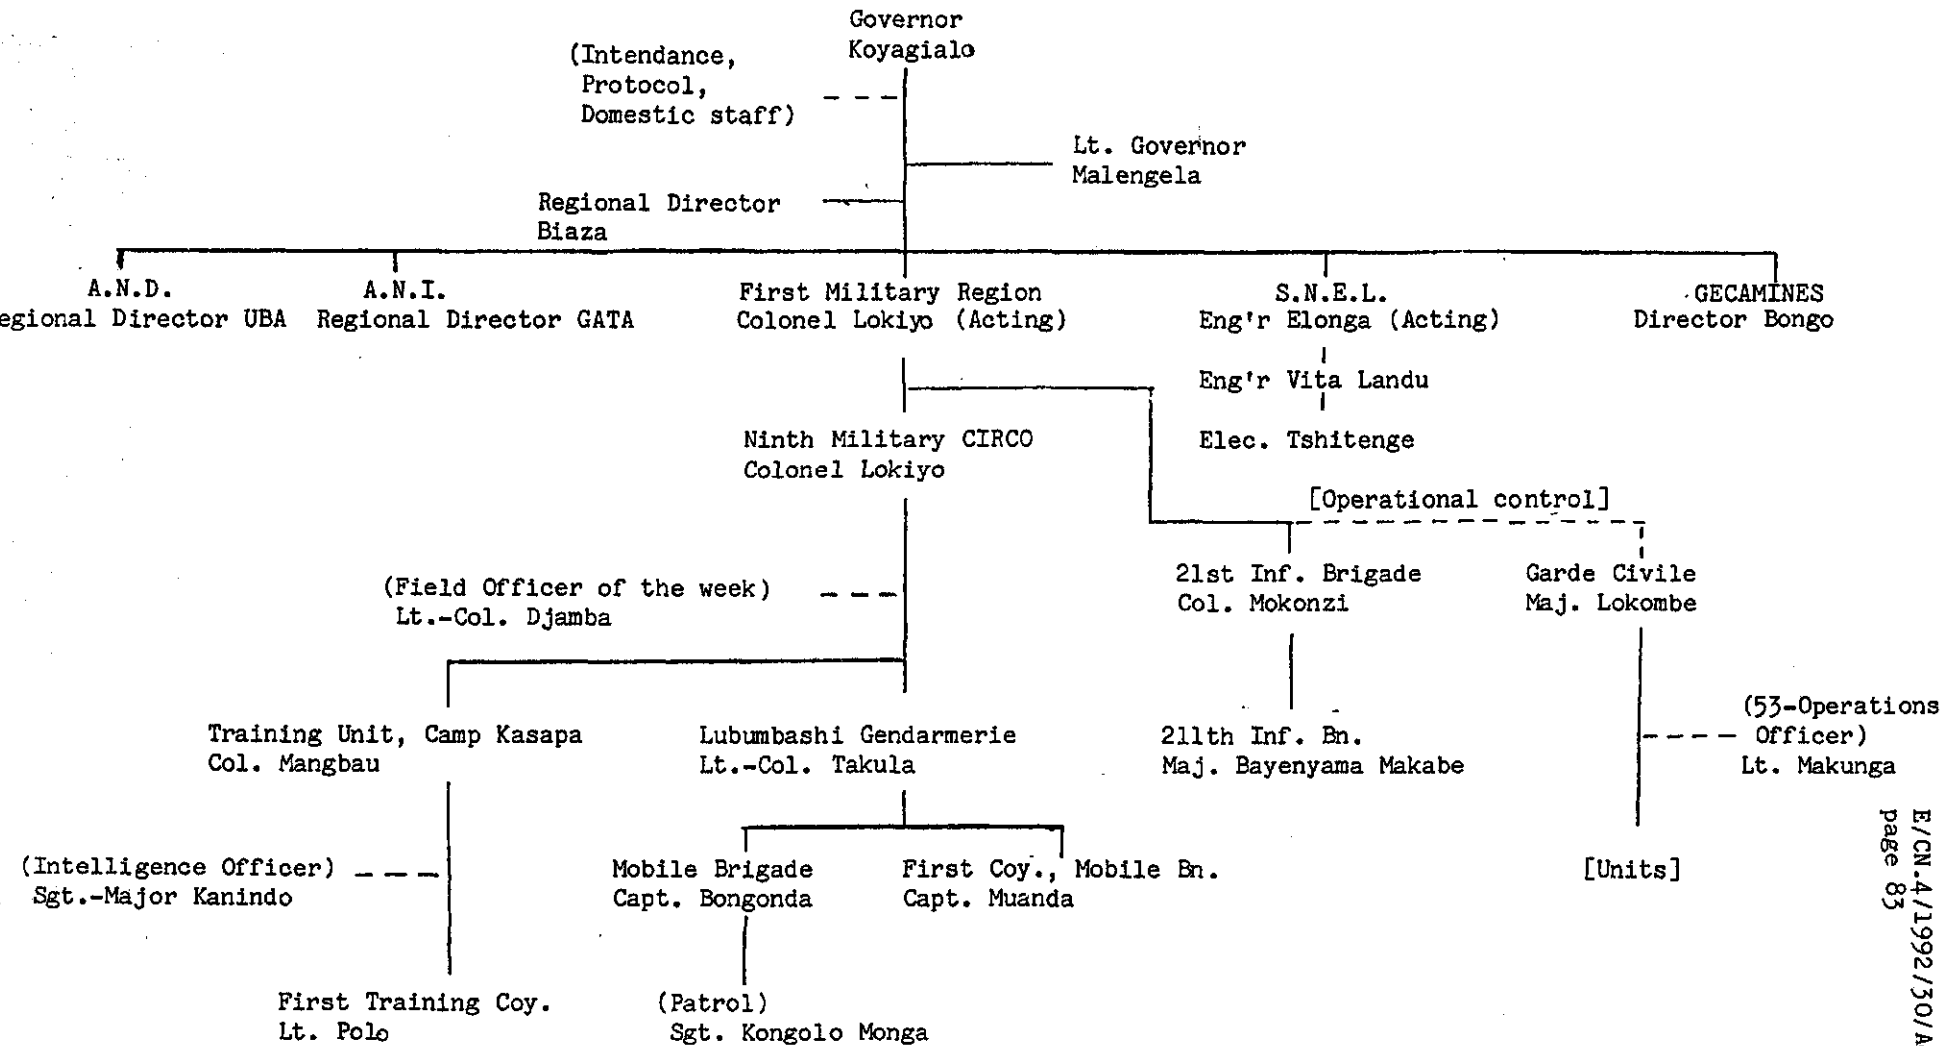 Governor
Koyagialo
(Intendance,
Protocol,
Domestic staff)
Lt. Governor
Malengela
Regional Director
Biaza
A.N.D.
egional Director UBA
A.N.I.
Regional Director GATA
First Military Region
Colonel Lokiyo (Acting)
S.N.E.L.
Eng'r Elonga (Acting)
GECAMINES
Director Bongo
Eng'r Vita Landu
Elec. Tshitenge
Ninth Military CIRCO
Colonel Lokiyo
[Operational control]
(Field Officer of the week)
Lt.-Col. Djamba
21st Inf. Brigade
Col. Mokonzi
Garde Civile
Maj. Lokombe
Training Unit, Camp Kasapa
Col. Mangbau
Lubumbashi Gendarmerie
Lt.-Col. Takula
211th Inf. Bn.
Maj. Bayenyama Makabe
(53-Operations
Officer)
Lt. Makunga
(Intelligence Officer)
Sgt.-Major Kanindo
Mobile Brigade
Capt. Bongonda
First Coy., Mobile Bn.
Capt. Muanda
[Units]
First Training Coy.
Lt. Polo
(Patrol)
Sgt. Kongolo Monga
E/CN.4/1992/30/A
page 83